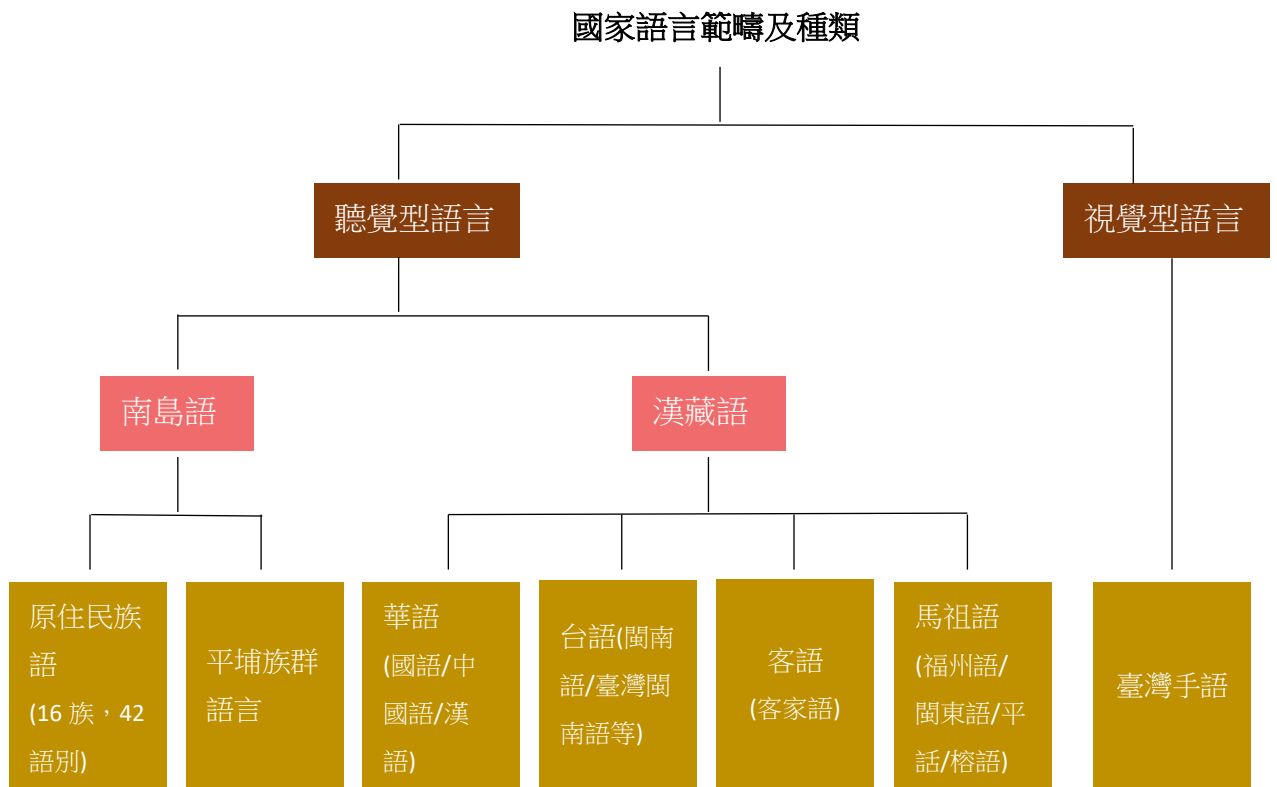 國家語言範疇及種類
聽覺型語言
視覺型語言
南島語
漢藏語
原住民族
語
(16 族，42
語別)
平埔族群
語言
華語
(國語/中
國語/漢
語)
台語(閩南
語/臺灣閩
南語等)
客語
(客家語)
馬祖語
(福州語/
閩東語/平
話/榕語)
臺灣手語